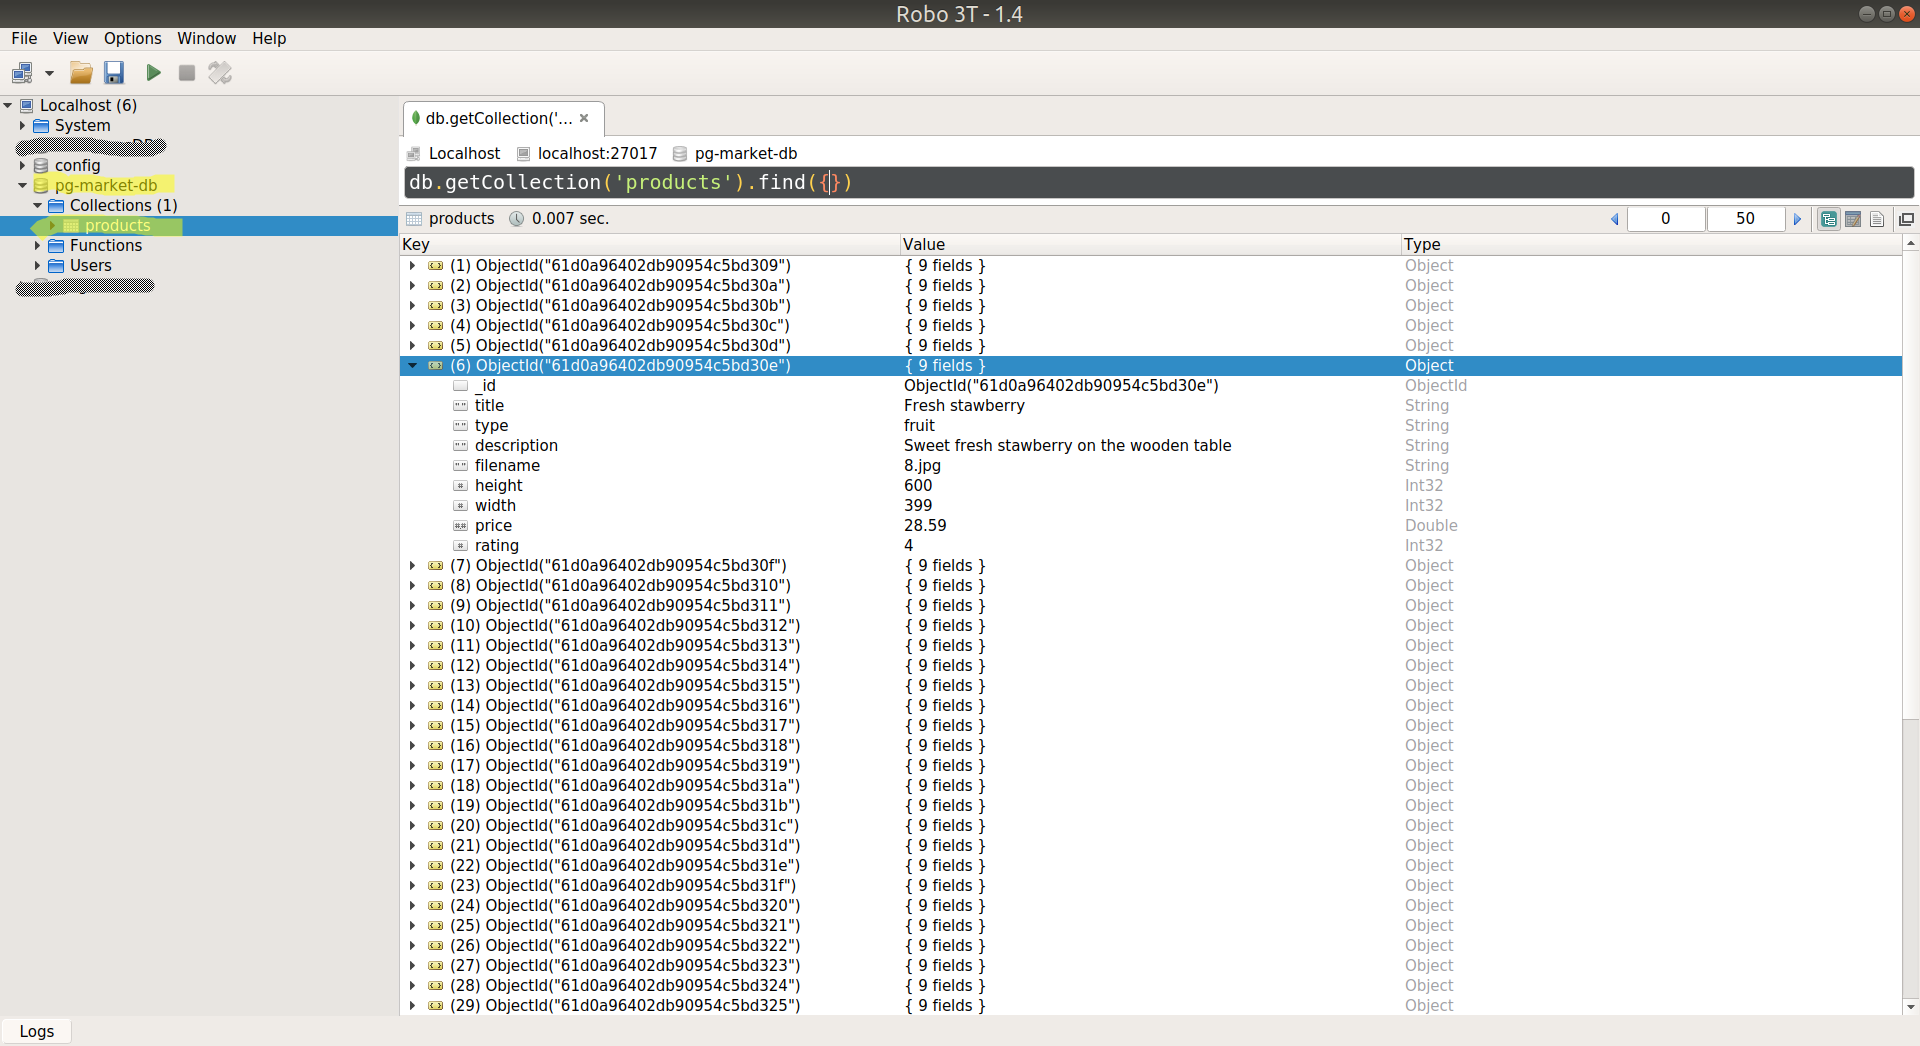 Robo 3T - 1.4
File View Options Window Help
Localhost (6)
System
config
pg-market-db
Collections (1)
products
Functions
Users
db.getCollection('...
Localhost localhost:27017 pg-market-db
db.getCollection('products').find({})
products 0.007 sec. 0 50
Key Value Type
(1) ObjectId("61d0a96402db90954c5bd309") { 9 fields } Object
(2) ObjectId("61d0a96402db90954c5bd30a") { 9 fields } Object
(3) ObjectId("61d0a96402db90954c5bd30b") { 9 fields } Object
(4) ObjectId("61d0a96402db90954c5bd30c") { 9 fields } Object
(5) ObjectId("61d0a96402db90954c5bd30d") { 9 fields } Object
(6) ObjectId("61d0a96402db90954c5bd30e") { 9 fields } Object
_id ObjectId("61d0a96402db90954c5bd30e") ObjectId
title Fresh stawberry String
type fruit String
description Sweet fresh stawberry on the wooden table String
filename 8.jpg String
height 600 Int32
width 399 Int32
price 28.59 Double
rating 4 Int32
(7) ObjectId("61d0a96402db90954c5bd30f") { 9 fields } Object
(8) ObjectId("61d0a96402db90954c5bd310") { 9 fields } Object
(9) ObjectId("61d0a96402db90954c5bd311") { 9 fields } Object
(10) ObjectId("61d0a96402db90954c5bd312") { 9 fields } Object
(11) ObjectId("61d0a96402db90954c5bd313") { 9 fields } Object
(12) ObjectId("61d0a96402db90954c5bd314") { 9 fields } Object
(13) ObjectId("61d0a96402db90954c5bd315") { 9 fields } Object
(14) ObjectId("61d0a96402db90954c5bd316") { 9 fields } Object
(15) ObjectId("61d0a96402db90954c5bd317") { 9 fields } Object
(16) ObjectId("61d0a96402db90954c5bd318") { 9 fields } Object
(17) ObjectId("61d0a96402db90954c5bd319") { 9 fields } Object
(18) ObjectId("61d0a96402db90954c5bd31a") { 9 fields } Object
(19) ObjectId("61d0a96402db90954c5bd31b") { 9 fields } Object
(20) ObjectId("61d0a96402db90954c5bd31c") { 9 fields } Object
(21) ObjectId("61d0a96402db90954c5bd31d") { 9 fields } Object
(22) ObjectId("61d0a96402db90954c5bd31e") { 9 fields } Object
(23) ObjectId("61d0a96402db90954c5bd31f") { 9 fields } Object
(24) ObjectId("61d0a96402db90954c5bd320") { 9 fields } Object
(25) ObjectId("61d0a96402db90954c5bd321") { 9 fields } Object
(26) ObjectId("61d0a96402db90954c5bd322") { 9 fields } Object
(27) ObjectId("61d0a96402db90954c5bd323") { 9 fields } Object
(28) ObjectId("61d0a96402db90954c5bd324") { 9 fields } Object
(29) ObjectId("61d0a96402db90954c5bd325") { 9 fields } Object
Logs